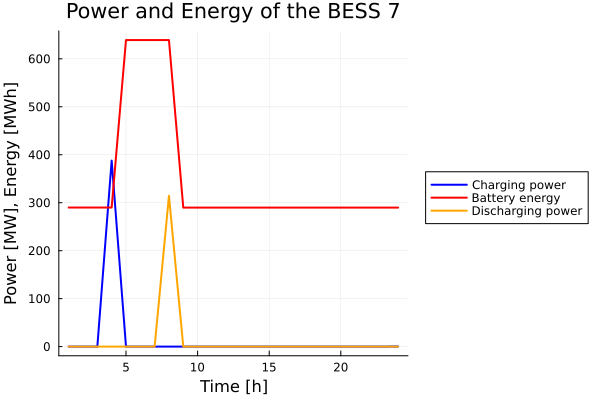 Power and Energy of the BESS 7
Power [MW], Energy [MWh]
600
500
400
300
200
100
0
5
10
15
20
Time [h]
Charging power
Battery energy
Discharging power